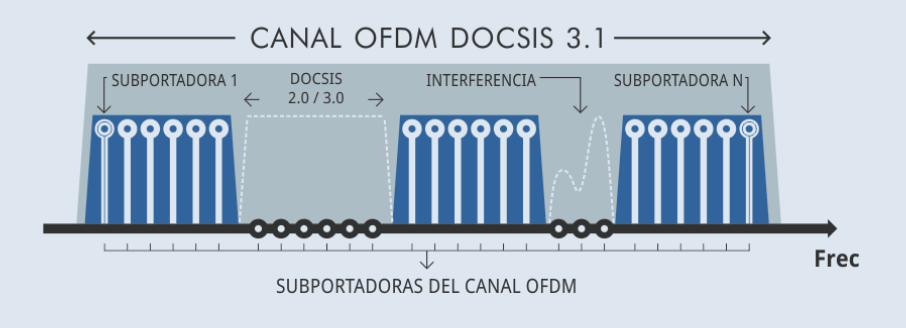 CANAL OFDM DOCSIS 3.1
SUBPORTADORA 1
DOCSIS
2.0 / 3.0
INTERFERENCIA
SUBPORTADORA N
Frec
SUBPORTADORAS DEL CANAL OFDM